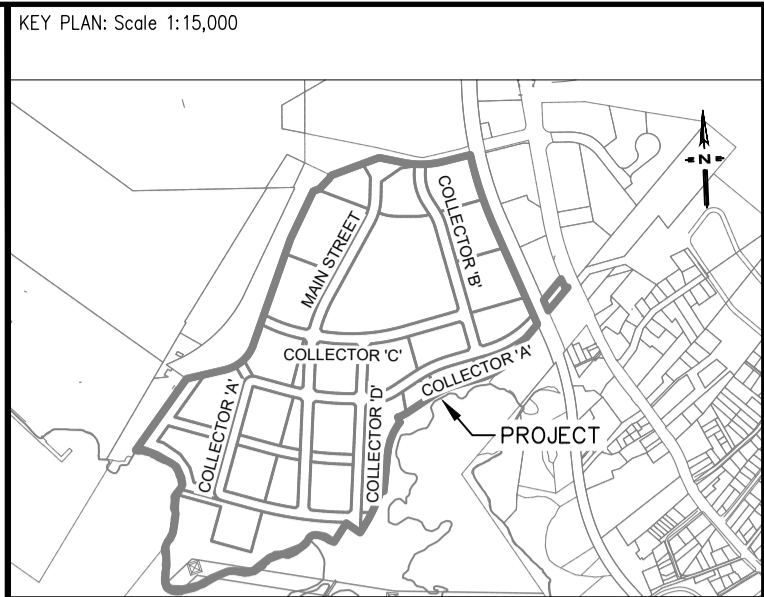 KEY PLAN: Scale 1:15,000
N
MAIN STREET
COLLECTOR 'B'
COLLECTOR 'C'
COLLECTOR 'A'
COLLECTOR 'A'
COLLECTOR 'D'
PROJECT